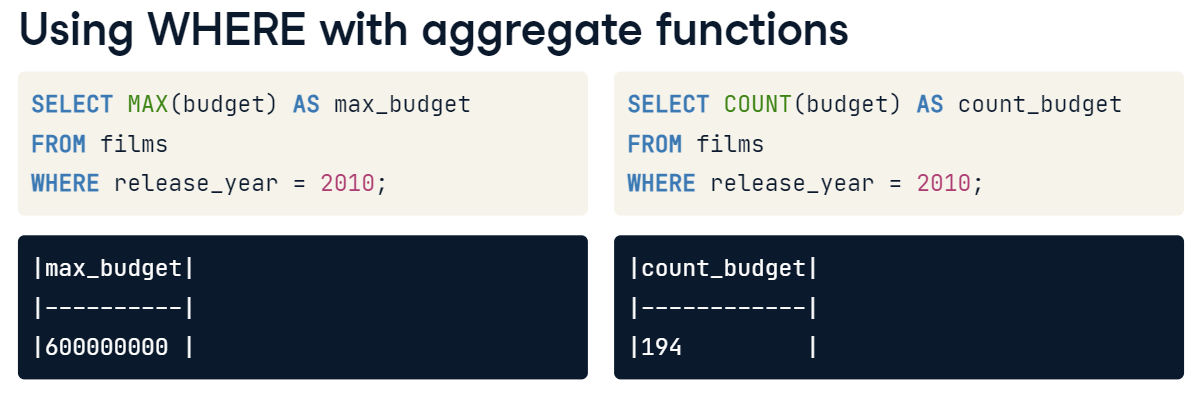 Using WHERE with aggregate functions
SELECT MAX(budget) AS max_budget
FROM films
WHERE release_year = 2010;
|max_budget|
|----------|
|600000000 |
SELECT COUNT(budget) AS count_budget
FROM films
WHERE release_year = 2010;
|count_budget|
|------------|
|194         |